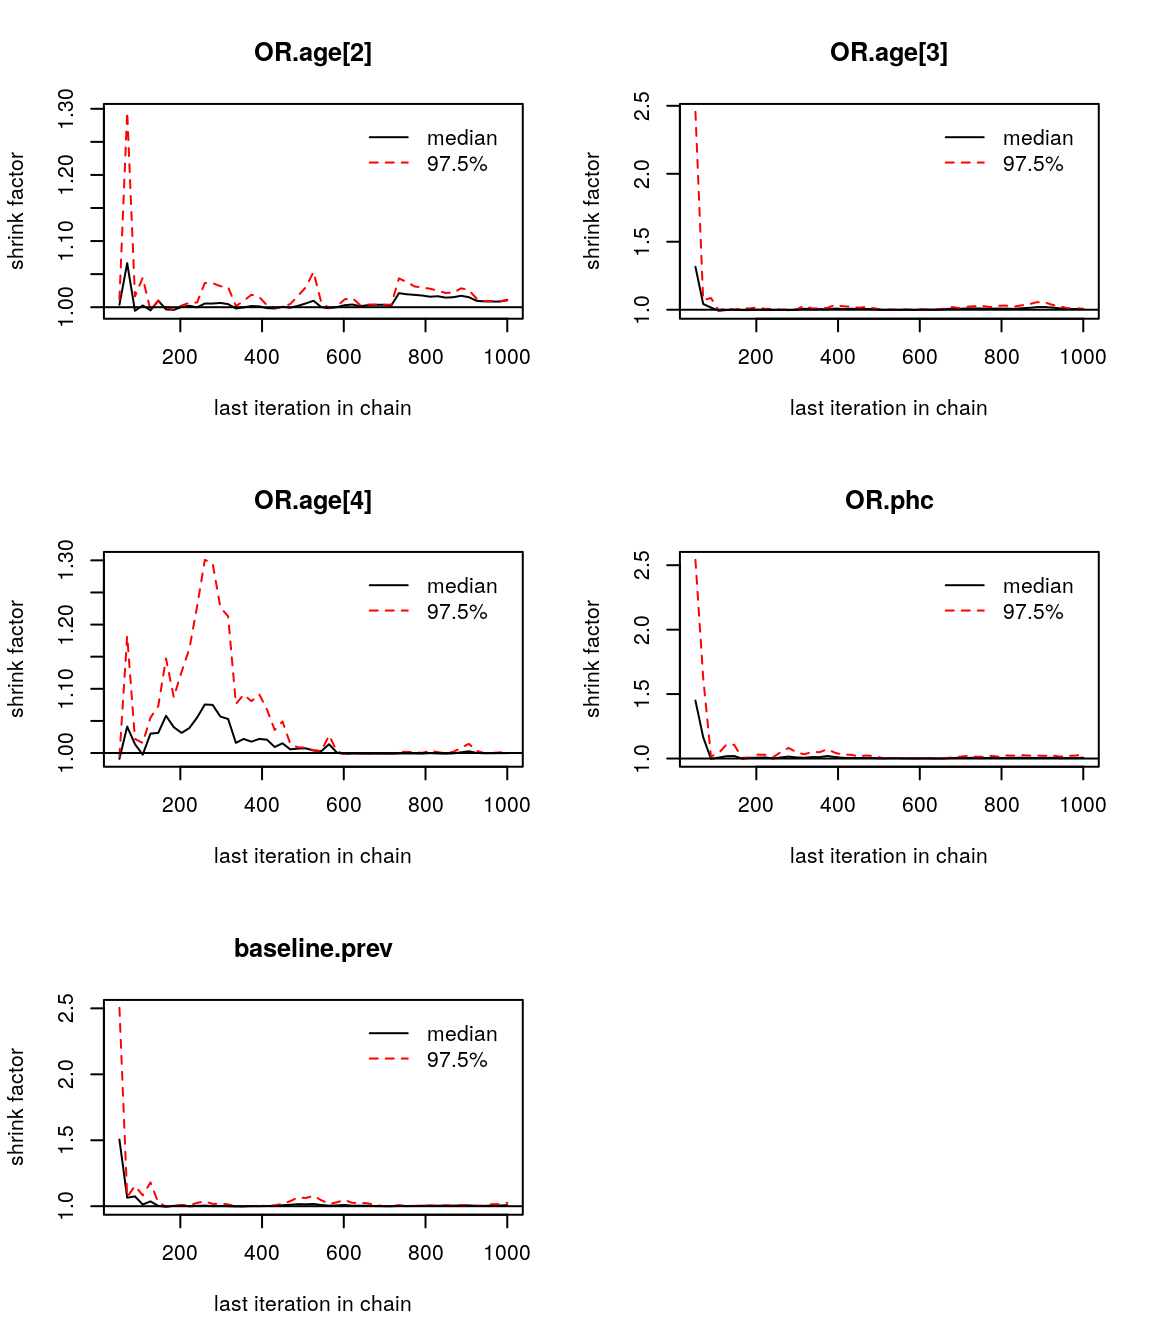 OR.age[2]
shrink factor
1.00 1.10 1.20 1.30
median
97.5%
200 400 600 800 1000
last iteration in chain
OR.age[3]
shrink factor
1.0 1.5 2.0 2.5
median
97.5%
200 400 600 800 1000
last iteration in chain
OR.age[4]
shrink factor
1.00 1.10 1.20 1.30
median
97.5%
200 400 600 800 1000
last iteration in chain
OR.phc
shrink factor
1.0 1.5 2.0 2.5
median
97.5%
200 400 600 800 1000
last iteration in chain
baseline.prev
shrink factor
1.0 1.5 2.0 2.5
median
97.5%
200 400 600 800 1000
last iteration in chain